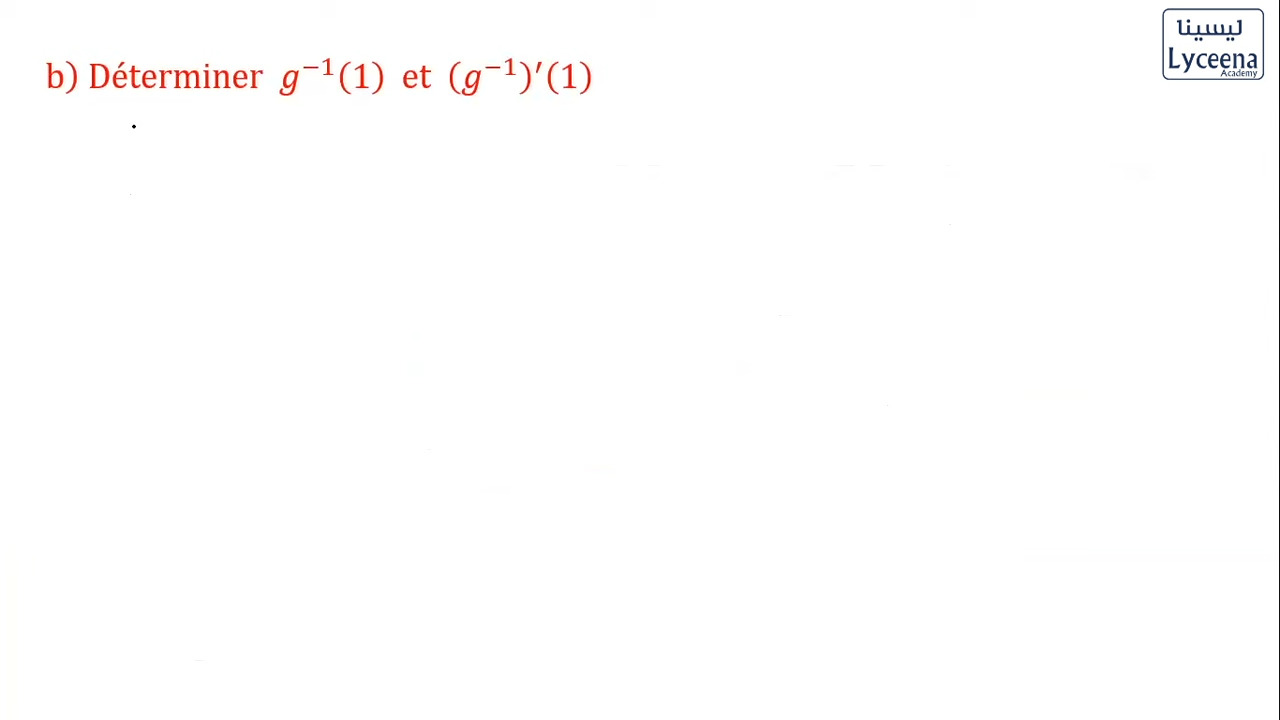 ليسينا
Lyceena
Academy
b) Déterminer g⁻¹(1) et (g⁻¹)′(1)